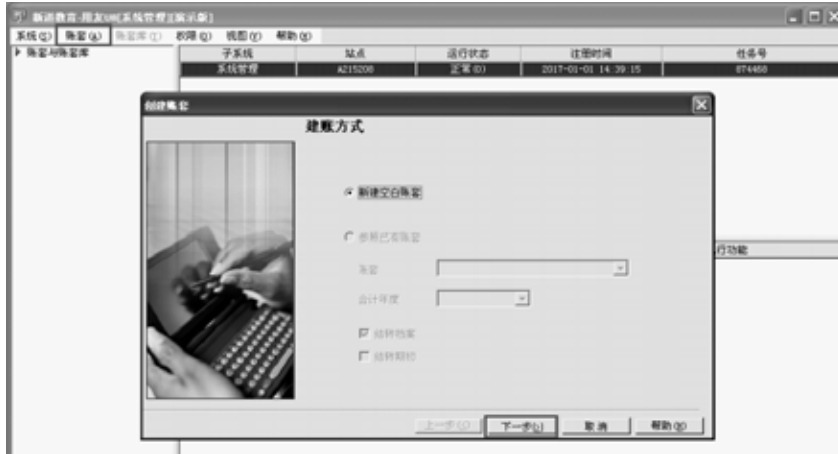 新道教育-用友U8[系统管理][演示版]
系统(S) 账套(A) 账套库(Y) 权限(O) 视图(V) 帮助(H)
账套与账套库 子系统 站点 运行状态 注册时间 任务号
系统管理 A215208 正常(0) 2017-01-01 14:39:15 874468
创建账套
建账方式
新建空白账套
参照已有账套
行功能
账套
会计年度
结转档案
结转期初
上一步(<) 下一步(>) 取消 帮助(H)